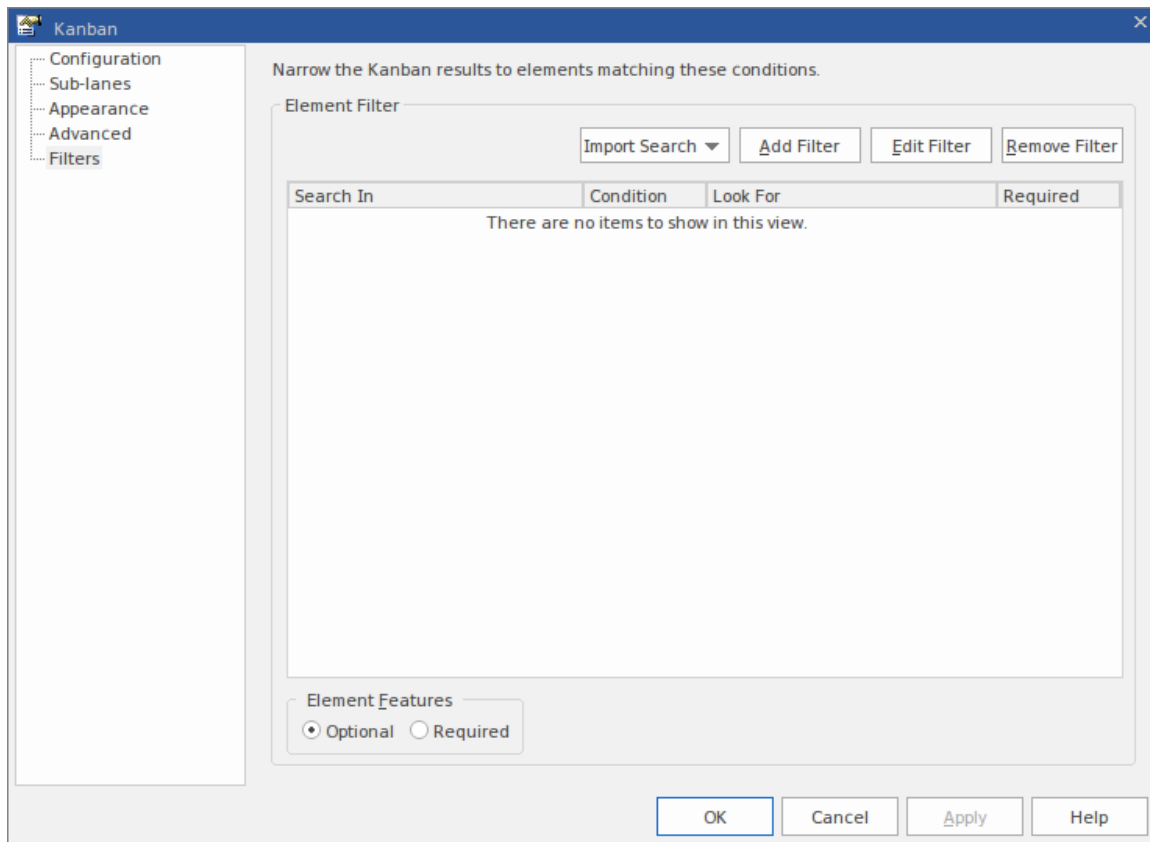 Kanban
Configuration
Sub-lanes
Appearance
Advanced
Filters
Narrow the Kanban results to elements matching these conditions.
Element Filter
Import Search Add Filter Edit Filter Remove Filter
Search In Condition Look For Required
There are no items to show in this view.
Element Features
Optional Required
OK Cancel Apply Help